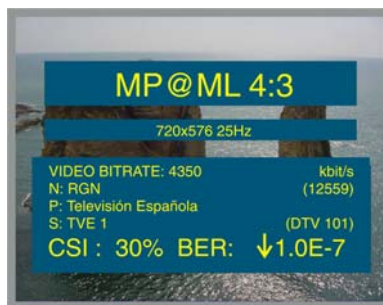 MP@ML 4:3
720x576 25Hz
VIDEO BITRATE: 4350 kbit/s
N: RGN (12559)
P: Televisión Española
S: TVE 1 (DTV 101)
CSI : 30% BER: ↓1.0E-7